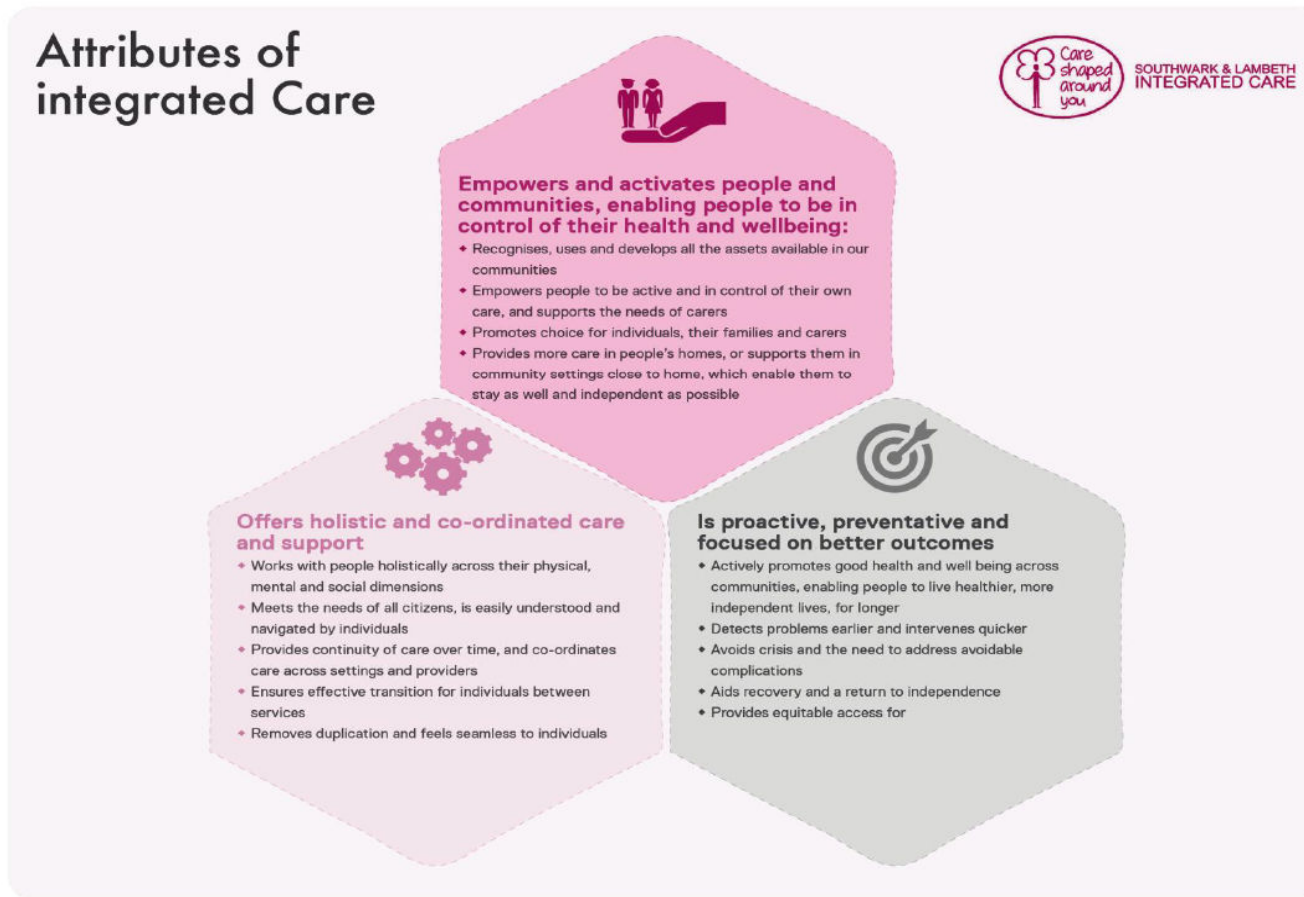 Attributes of
integrated Care
Care
shaped
around
you
SOUTHWARK & LAMBETH
INTEGRATED CARE
Empowers and activates people and
communities, enabling people to be in
control of their health and wellbeing:
◆ Recognises, uses and develops all the assets available in our
communities
◆ Empowers people to be active and in control of their own
care, and supports the needs of carers
◆ Promotes choice for individuals, their families and carers
◆ Provides more care in people's homes, or supports them in
community settings close to home, which enable them to
stay as well and independent as possible
Offers holistic and co-ordinated care
and support
◆ Works with people holistically across their physical,
mental and social dimensions
◆ Meets the needs of all citizens, is easily understood and
navigated by individuals
◆ Provides continuity of care over time, and co-ordinates
care across settings and providers
◆ Ensures effective transition for individuals between
services
◆ Removes duplication and feels seamless to individuals
Is proactive, preventative and
focused on better outcomes
◆ Actively promotes good health and well being across
communities, enabling people to live healthier, more
independent lives, for longer
◆ Detects problems earlier and intervenes quicker
◆ Avoids crisis and the need to address avoidable
complications
◆ Aids recovery and a return to independence
◆ Provides equitable access for